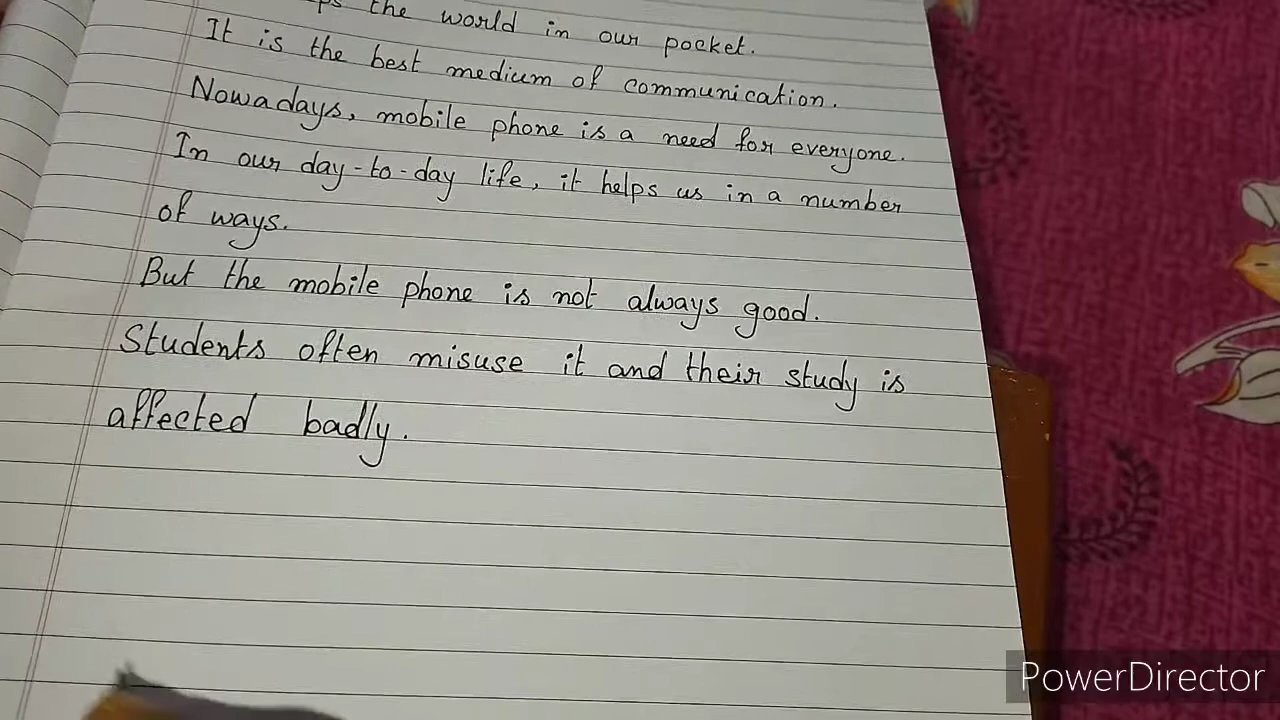 the world in our pocket.
It is the best medium of communication.
Nowadays, mobile phone is a need for everyone.
In our day-to-day life, it helps us in a number
of ways.
But the mobile phone is not always good.
Students often misuse it and their study is
affected badly.
PowerDirector